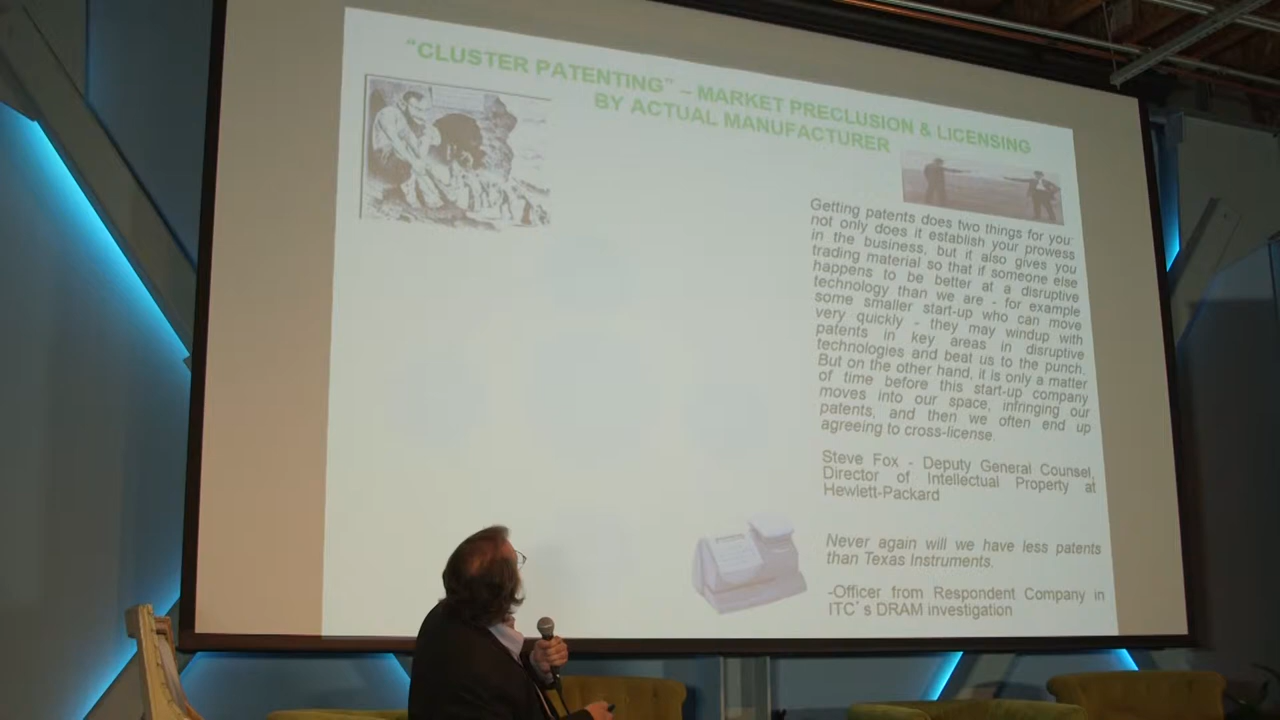 “CLUSTER PATENTING” – MARKET PRECLUSION & LICENSING
BY ACTUAL MANUFACTURER
Getting patents does two things for you:
not only does it establish your prowess
in the business, but it also gives you
trading material so that if someone else
happens to be better at a disruptive
technology than we are - for example
some smaller start-up who can move
very quickly - they may windup with
patents in key areas in disruptive
technologies and beat us to the punch.
But on the other hand, it is only a matter
of time before this start-up company
moves into our space, infringing our
patents, and then we often end up
agreeing to cross-license.
Steve Fox - Deputy General Counsel,
Director of Intellectual Property at
Hewlett-Packard
Never again will we have less patents
than Texas Instruments.
-Officer from Respondent Company in
ITC´s DRAM investigation